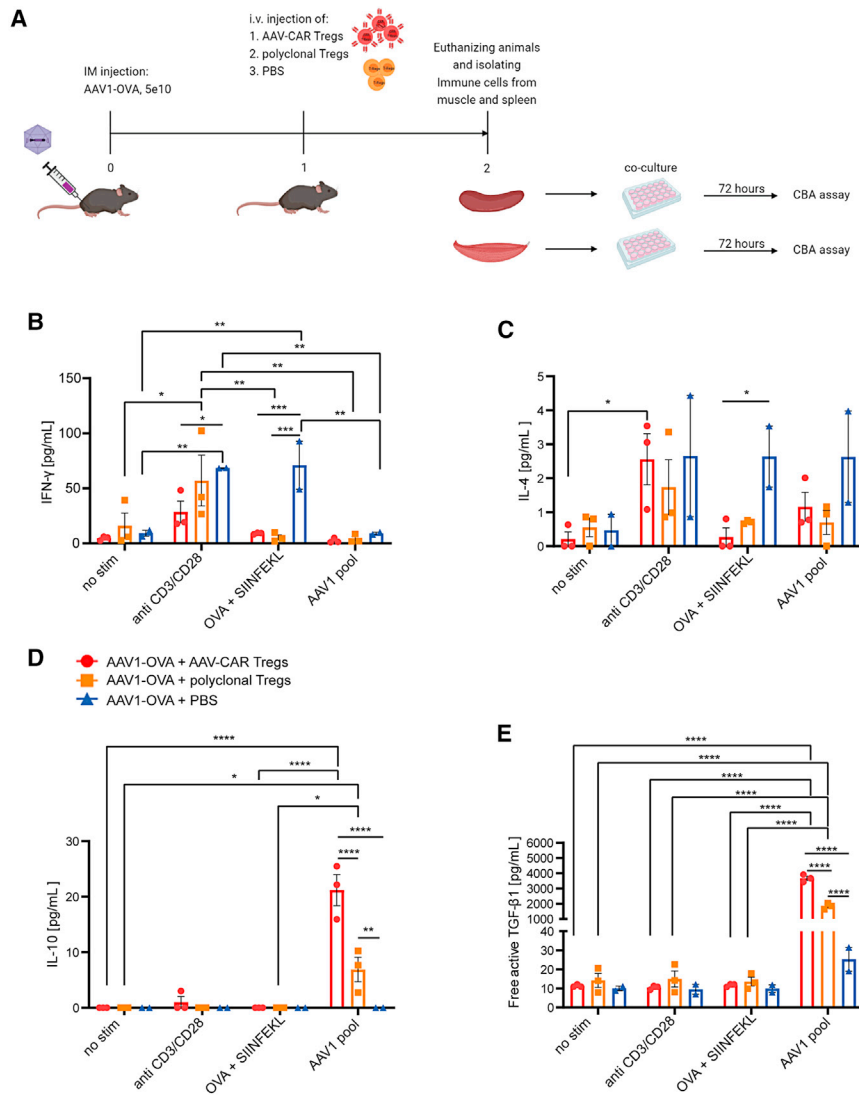 A
IM injection:
AAV1-OVA, 5e10
i.v. injection of:
1. AAV-CAR Tregs
2. polyclonal Tregs
3. PBS
Euthanizing animals
and isolating
Immune cells from
muscle and spleen
0
1
2
co-culture
72 hours
CBA assay
72 hours
CBA assay
B
IFN-γ [pg/mL]
150
100
50
0
**
**
**
*
**
*
***
**
**
***
no stim
anti CD3/CD28
OVA + SIINFEKL
AAV1 pool
C
IL-4 [pg/mL ]
5
4
3
2
1
0
*
*
no stim
anti CD3/CD28
OVA + SIINFEKL
AAV1 pool
D
AAV1-OVA + AAV-CAR Tregs
AAV1-OVA + polyclonal Tregs
AAV1-OVA + PBS
IL-10 [pg/mL]
30
20
10
0
****
****
*
*
****
****
**
no stim
anti CD3/CD28
OVA + SIINFEKL
AAV1 pool
E
Free active TGF-β1 [pg/mL]
6000
5000
4000
3000
2000
1000
30
20
10
0
****
****
****
****
****
****
****
****
****
no stim
anti CD3/CD28
OVA + SIINFEKL
AAV1 pool